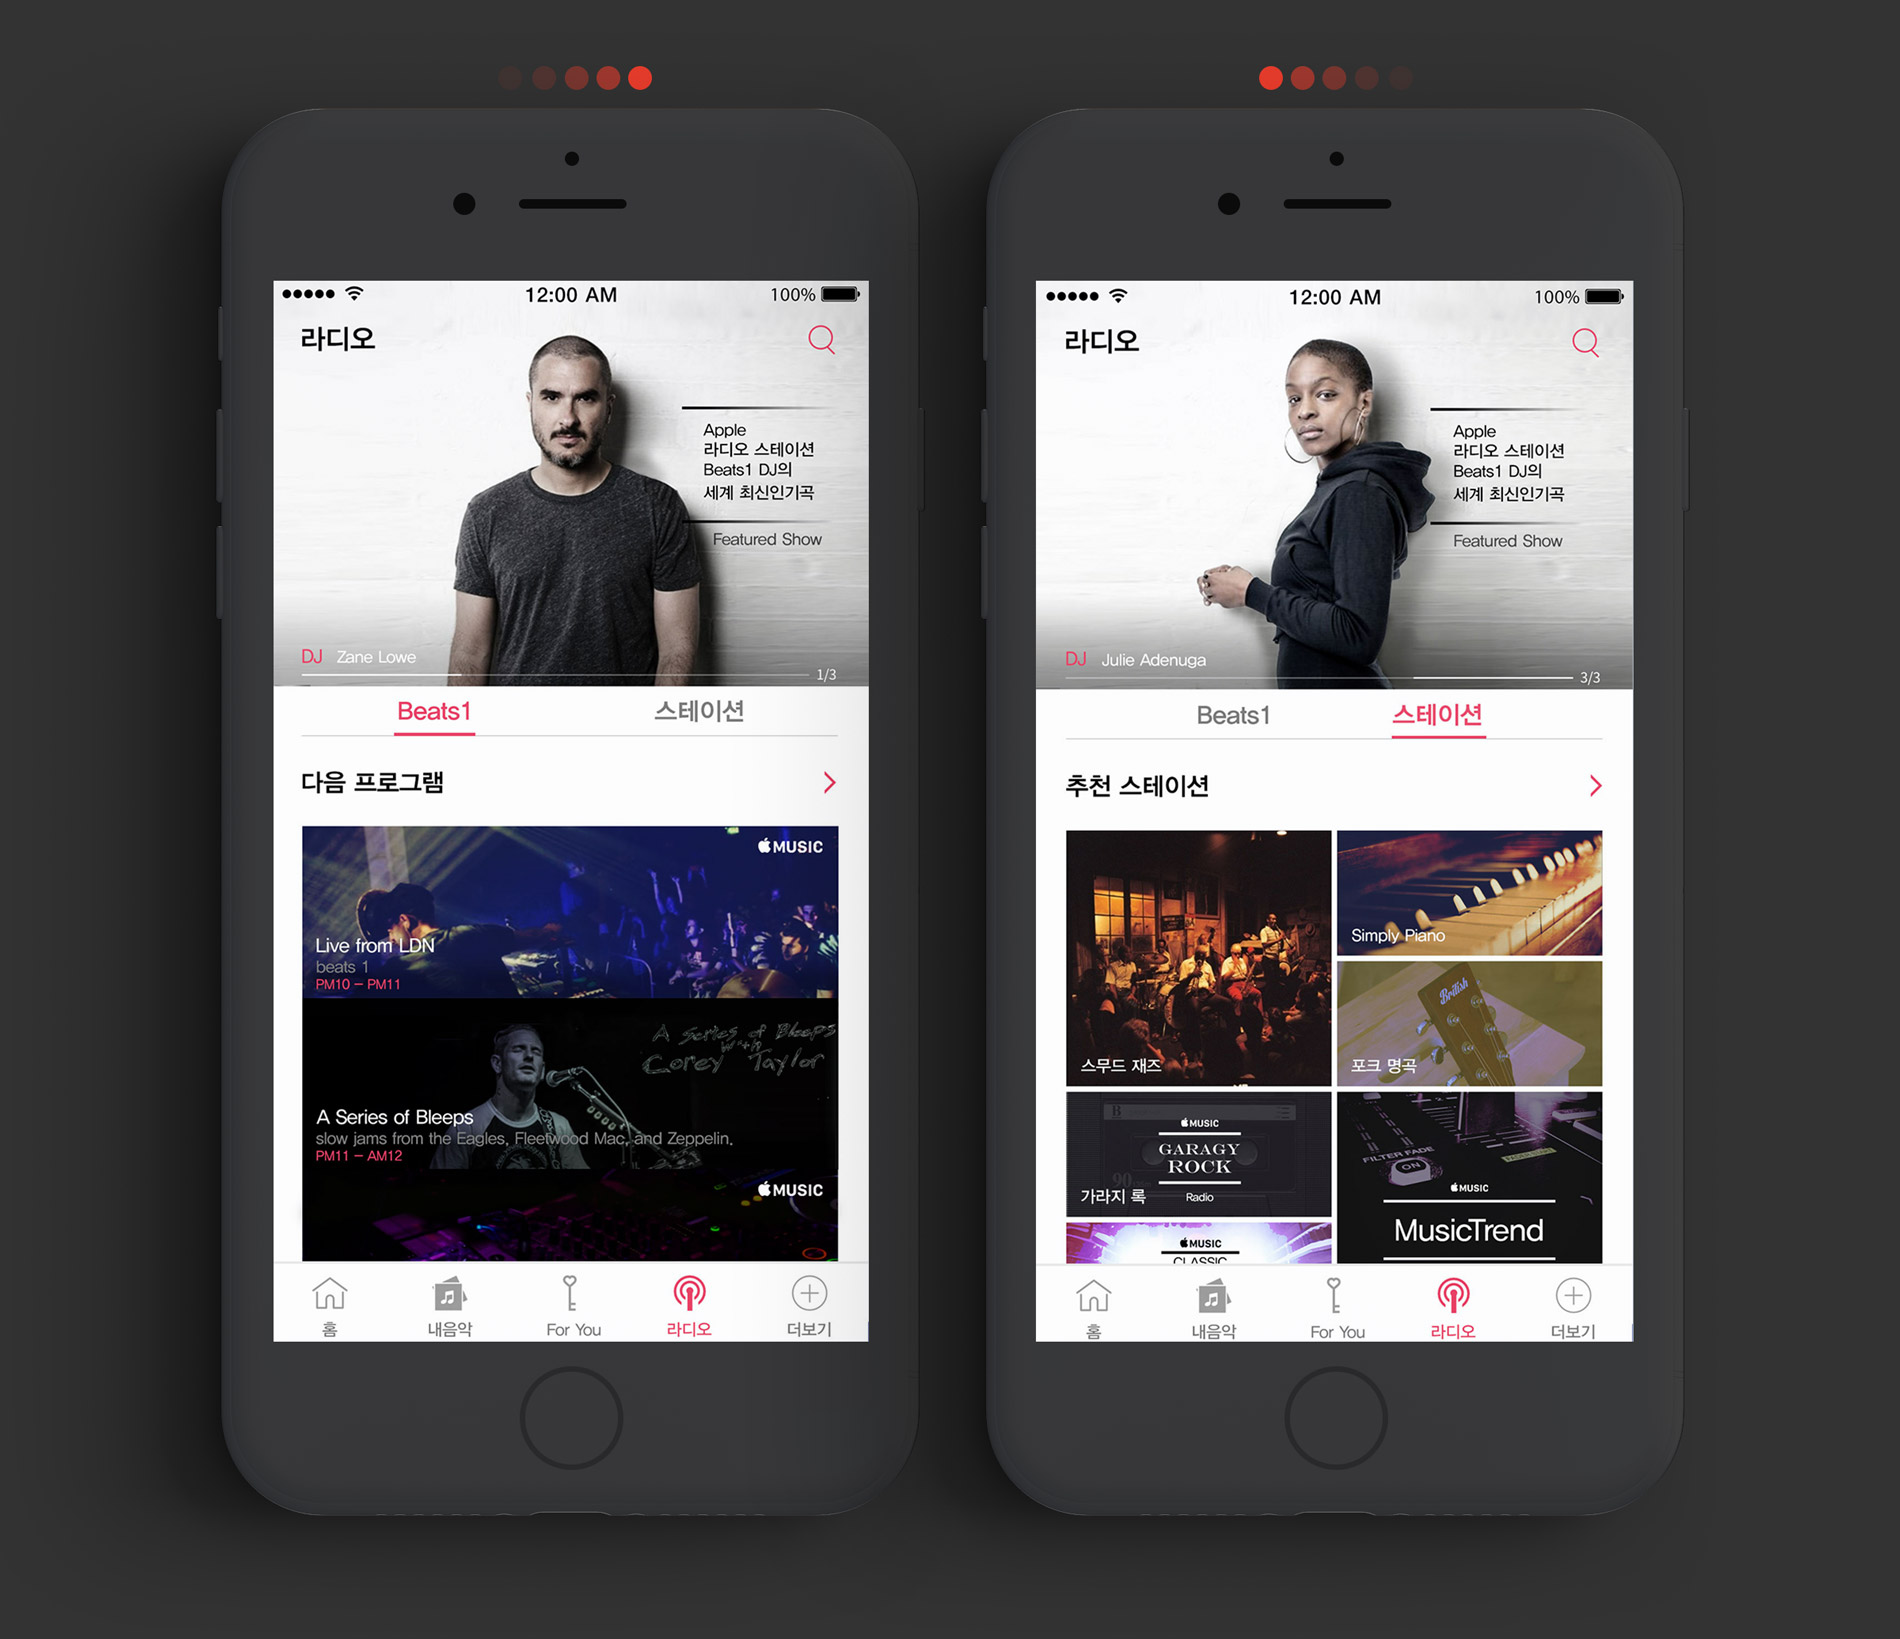 12:00 AM
100%
라디오
Apple
라디오 스테이션
Beats1 DJ의
세계 최신인기곡
Featured Show
DJ Zane Lowe
1/3
Beats1
스테이션
다음 프로그램
MUSIC
Live from LDN
beats 1
PM10 – PM11
A Series of Bleeps
with
Corey Taylor
A Series of Bleeps
slow jams from the Eagles, Fleetwood Mac, and Zeppelin.
PM11 – AM12
MUSIC
홈
내음악
For You
라디오
더보기
12:00 AM
100%
라디오
Apple
라디오 스테이션
Beats1 DJ의
세계 최신인기곡
Featured Show
DJ Julie Adenuga
3/3
Beats1
스테이션
추천 스테이션
스무드 재즈
Simply Piano
British
포크 명곡
B
MUSIC
GARAGY
ROCK
90
Radio
가라지 록
FILTER FADE
ON
MUSIC
MusicTrend
MUSIC
CLASSIC
홈
내음악
For You
라디오
더보기